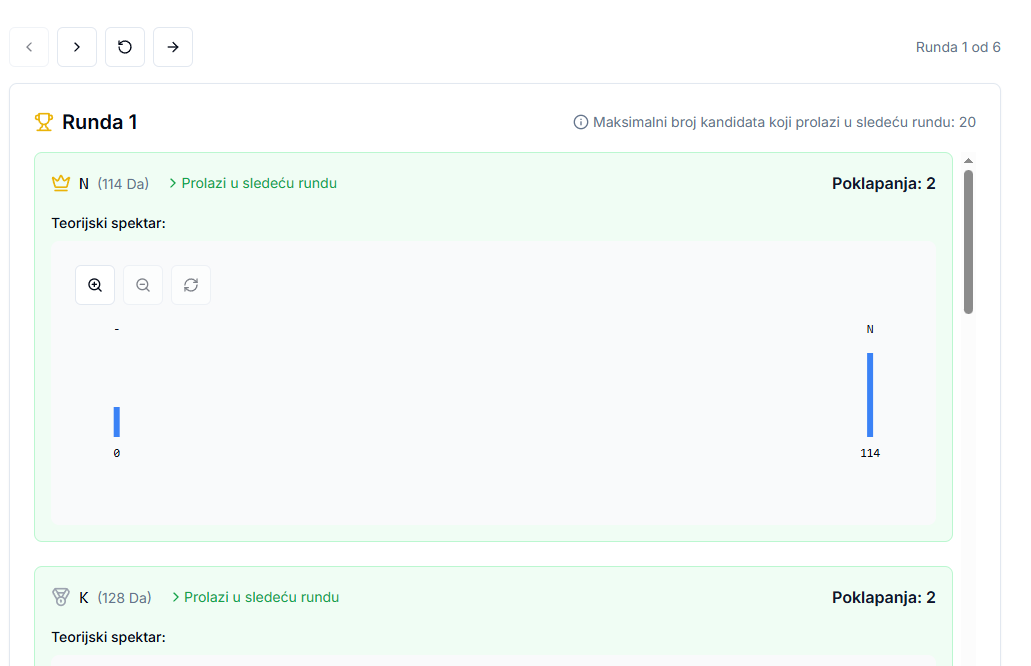 Runda 1 od 6
Runda 1
Maksimalni broj kandidata koji prolazi u sledeću rundu: 20
N (114 Da) Prolazi u sledeću rundu Poklapanja: 2
Teorijski spektar:
- N
0 114
K (128 Da) Prolazi u sledeću rundu Poklapanja: 2
Teorijski spektar: